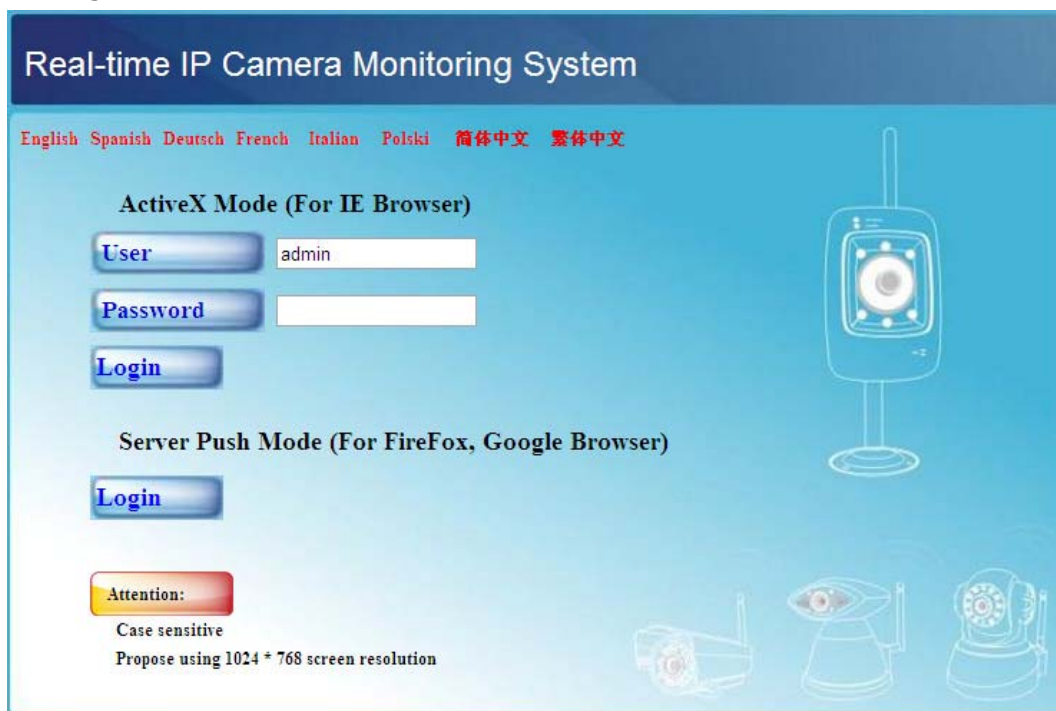 Real-time IP Camera Monitoring System
English Spanish Deutsch French Italian Polski 简体中文 繁体中文
ActiveX Mode (For IE Browser)
User admin
Password
Login
Server Push Mode (For FireFox, Google Browser)
Login
Attention:
Case sensitive
Propose using 1024 * 768 screen resolution